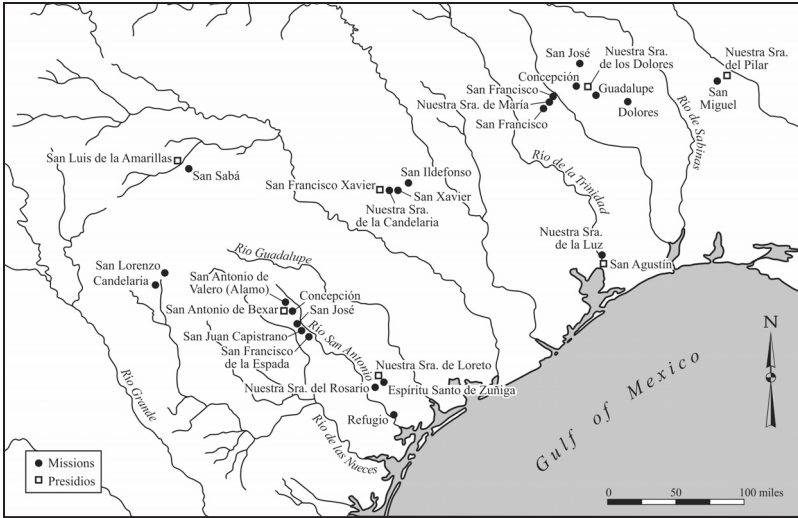 San José
Nuestra Sra.
de los Dolores
Nuestra Sra.
del Pilar
Concepción
San Francisco
Nuestra Sra. de María
San Francisco
Guadalupe
Dolores
San
Miguel
Río de Sabinas
San Luis de la Amarillas
San Sabá
San Ildefonso
San Francisco Xavier
San Xavier
Nuestra Sra.
de la Candelaria
Río de la Trinidad
Nuestra Sra.
de la Luz
San Agustín
Rio Guadalupe
San Lorenzo
Candelaria
San Antonio de
Valero (Alamo)
Concepción
San Antonio de Bexar
San José
San Juan Capistrano
San Francisco
de la Espada
Río San Antonio
Nuestra Sra. de Loreto
Nuestra Sra. del Rosario
Espíritu Santo de Zuñiga
Refugio
Río Grande
Río de las Nueces
Gulf of Mexico
N
Missions
Presidios
0 50 100 miles